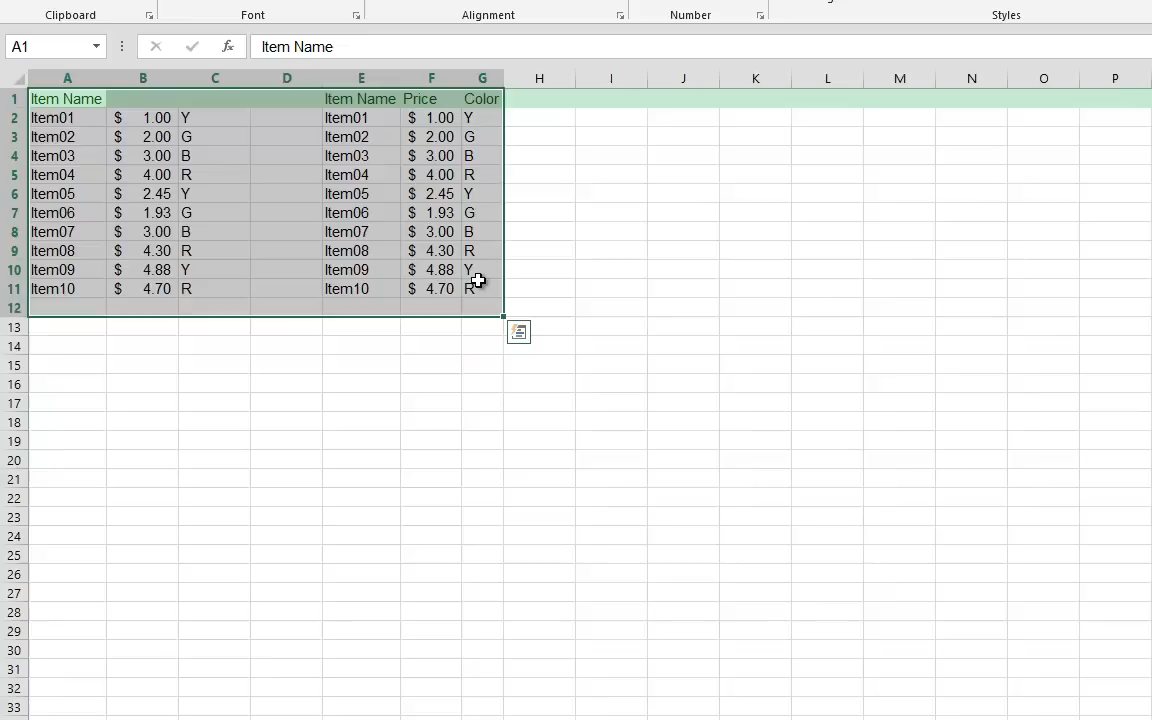 Clipboard Font Alignment Number Styles
A1 fx Item Name
A B C D E F G H I J K L M N O P
1 Item Name Item Name Price Color
2 Item01 $ 1.00 Y Item01 $ 1.00 Y
3 Item02 $ 2.00 G Item02 $ 2.00 G
4 Item03 $ 3.00 B Item03 $ 3.00 B
5 Item04 $ 4.00 R Item04 $ 4.00 R
6 Item05 $ 2.45 Y Item05 $ 2.45 Y
7 Item06 $ 1.93 G Item06 $ 1.93 G
8 Item07 $ 3.00 B Item07 $ 3.00 B
9 Item08 $ 4.30 R Item08 $ 4.30 R
10 Item09 $ 4.88 Y Item09 $ 4.88 Y
11 Item10 $ 4.70 R Item10 $ 4.70 R
12
13
14
15
16
17
18
19
20
21
22
23
24
25
26
27
28
29
30
31
32
33